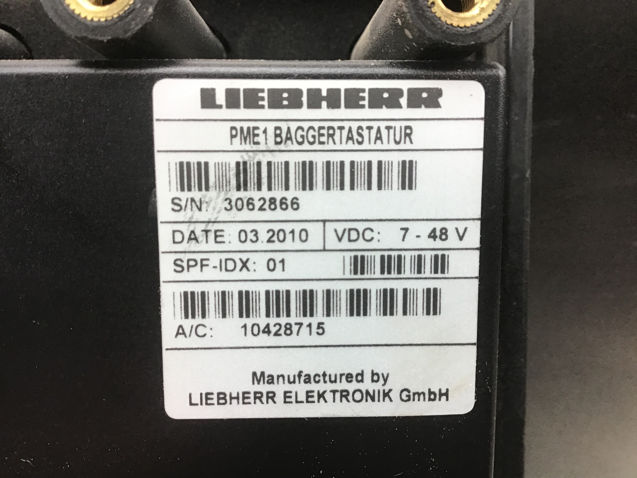 LIEBHERR
PME1 BAGGERTASTATUR
S/N: 3062866
DATE: 03.2010 VDC: 7 - 48 V
SPF-IDX: 01
A/C: 10428715
Manufactured by
LIEBHERR ELEKTRONIK GmbH